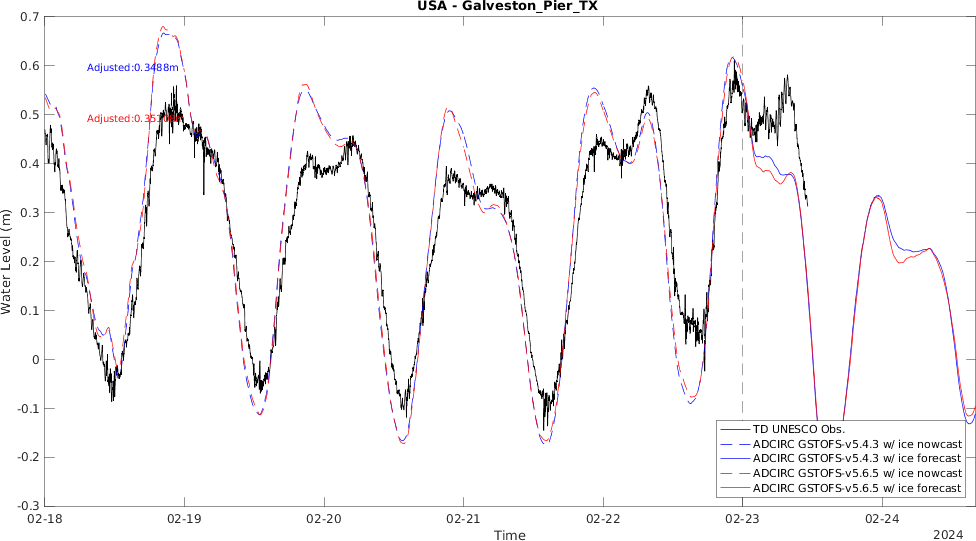 USA - Galveston_Pier_TX
0.7
0.6
0.5
0.4
0.3
0.2
0.1
0
-0.1
-0.2
-0.3
Water Level (m)
Adjusted:0.3488m
TD UNESCO Obs.
ADCIRC GSTOFS-v5.4.3 w/ ice nowcast
ADCIRC GSTOFS-v5.4.3 w/ ice forecast
ADCIRC GSTOFS-v5.6.5 w/ ice nowcast
ADCIRC GSTOFS-v5.6.5 w/ ice forecast
02-18 02-19 02-20 02-21 02-22 02-23 02-24
Time
2024